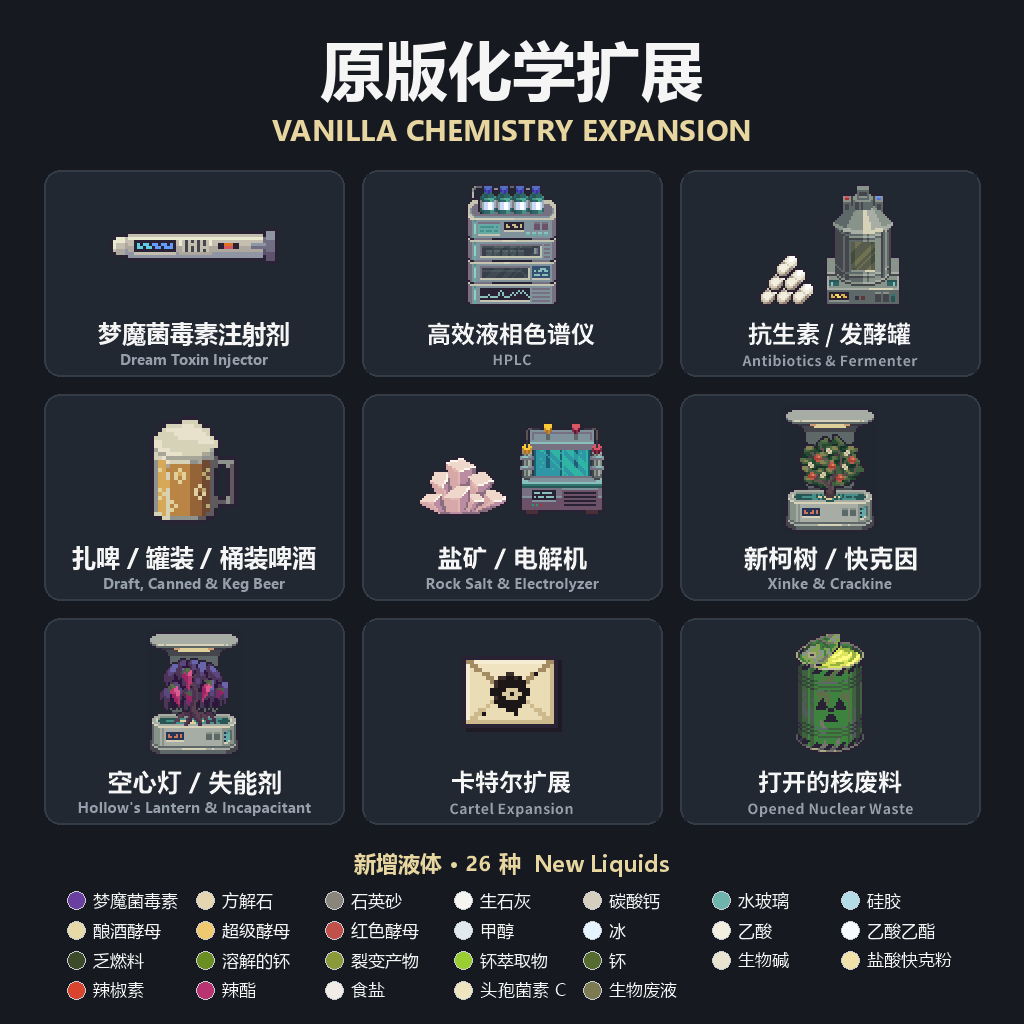 原版化学扩展
VANILLA CHEMISTRY EXPANSION
梦魔菌毒素注射剂
Dream Toxin Injector
高效液相色谱仪
HPLC
抗生素 / 发酵罐
Antibiotics & Fermenter
扎啤 / 罐装 / 桶装啤酒
Draft, Canned & Keg Beer
盐矿 / 电解机
Rock Salt & Electrolyzer
新柯树 / 快克因
Xinke & Crackine
空心灯 / 失能剂
Hollow's Lantern & Incapacitant
卡特尔扩展
Cartel Expansion
打开的核废料
Opened Nuclear Waste
新增液体 • 26 种 New Liquids
梦魔菌毒素 方解石 石英砂 生石灰 碳酸钙 水玻璃 硅胶
酿酒酵母 超级酵母 红色酵母 甲醇 冰 乙酸 乙酸乙酯
芝燃料 溶解的钚 裂变产物 钚萃取物 钚 生物碱 盐酸快克粉
辣椒素 辣酯 食盐 头孢菌素 C 生物废液